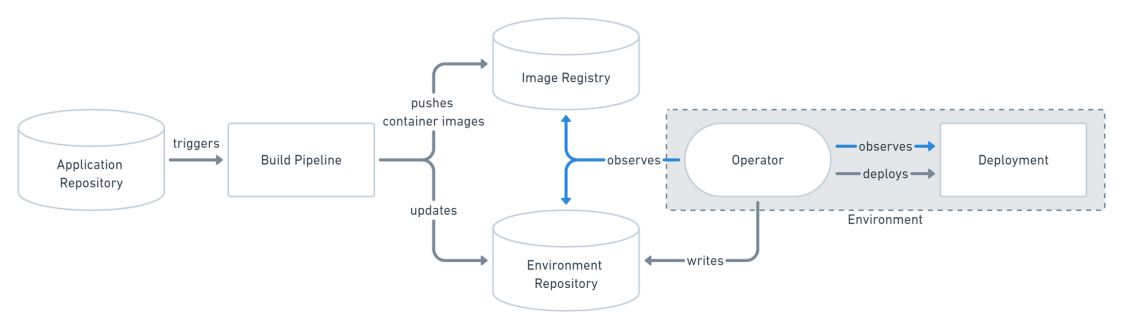 Image Registry
pushes
container images
triggers
Application
Repository
Build Pipeline
observes
Operator
observes
deploys
Deployment
updates
Environment
Environment
Repository
writes